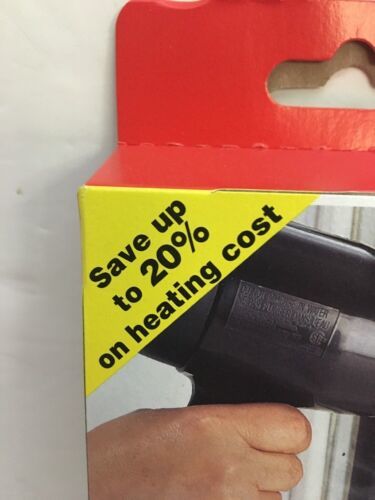 Save up
to 20%
on heating cost